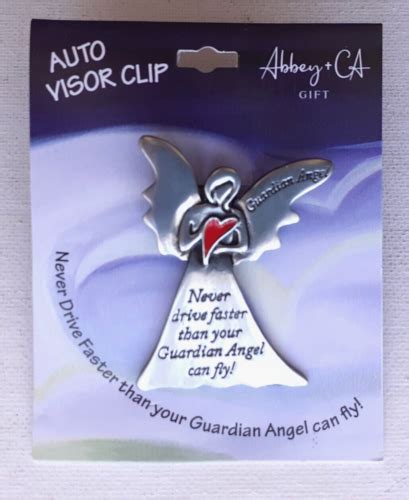 AUTO
VISOR CLIP
Abbey + CA
GIFT
Guardian Angel
Never
drive faster
than your
Guardian Angel
can fly!
Never Drive Faster than your Guardian Angel can fly!